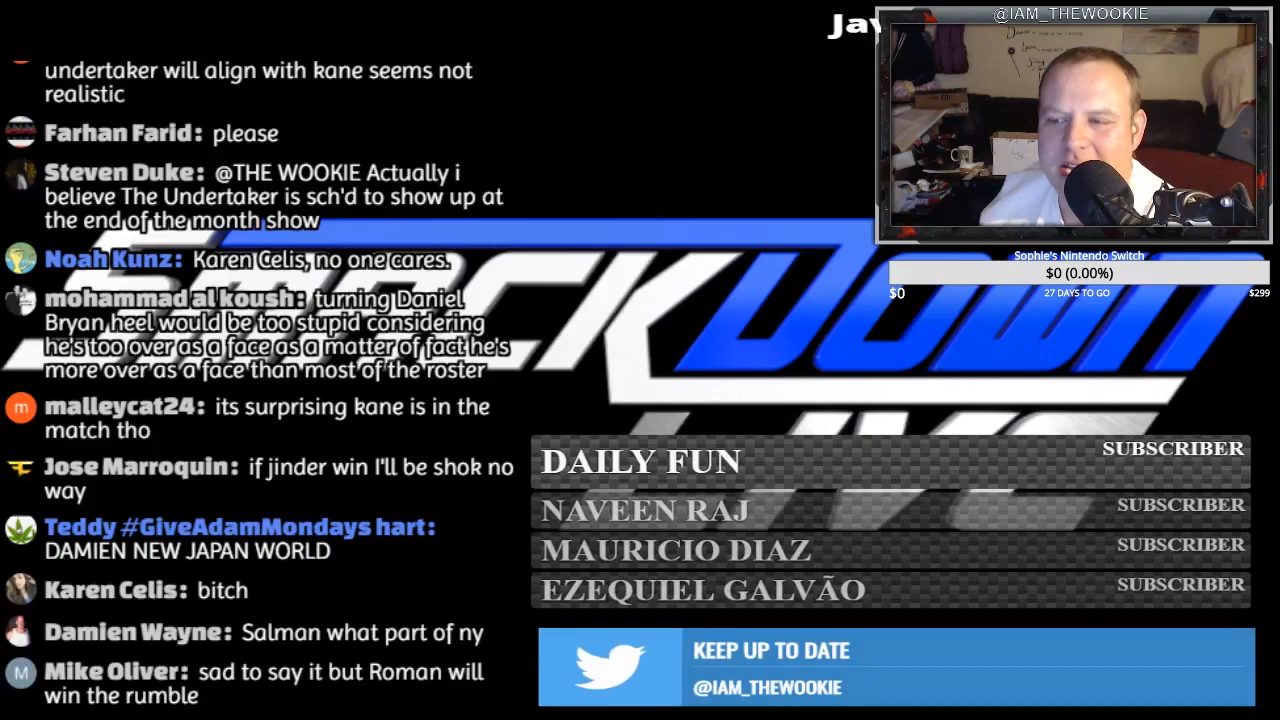 @IAM_THEWOOKIE
undertaker will align with kane seems not
realistic
Farhan Farid: please
Steven Duke: @THE WOOKIE Actually i
believe The Undertaker is sch'd to show up at
the end of the month show
Noah Kunz: Karen Celis, no one cares.
mohammad al koush: turning Daniel
Bryan heel would be too stupid considering
he's too over as a face as a matter of fact he's
more over as a face than most of the roster
malleycat24: its surprising kane is in the
match tho
Jose Marroquin: if jinder win I'll be shok no
way
Teddy #GiveAdamMondays hart:
DAMIEN NEW JAPAN WORLD
Karen Celis: bitch
Damien Wayne: Salman what part of ny
Mike Oliver: sad to say it but Roman will
win the rumble
SMACKDOWN
LIVE
Sophie's Nintendo Switch
$0 (0.00%)
$0 27 DAYS TO GO $299
DAILY FUN SUBSCRIBER
NAVEEN RAJ SUBSCRIBER
MAURICIO DIAZ SUBSCRIBER
EZEQUIEL GALVÃO SUBSCRIBER
KEEP UP TO DATE
@IAM_THEWOOKIE